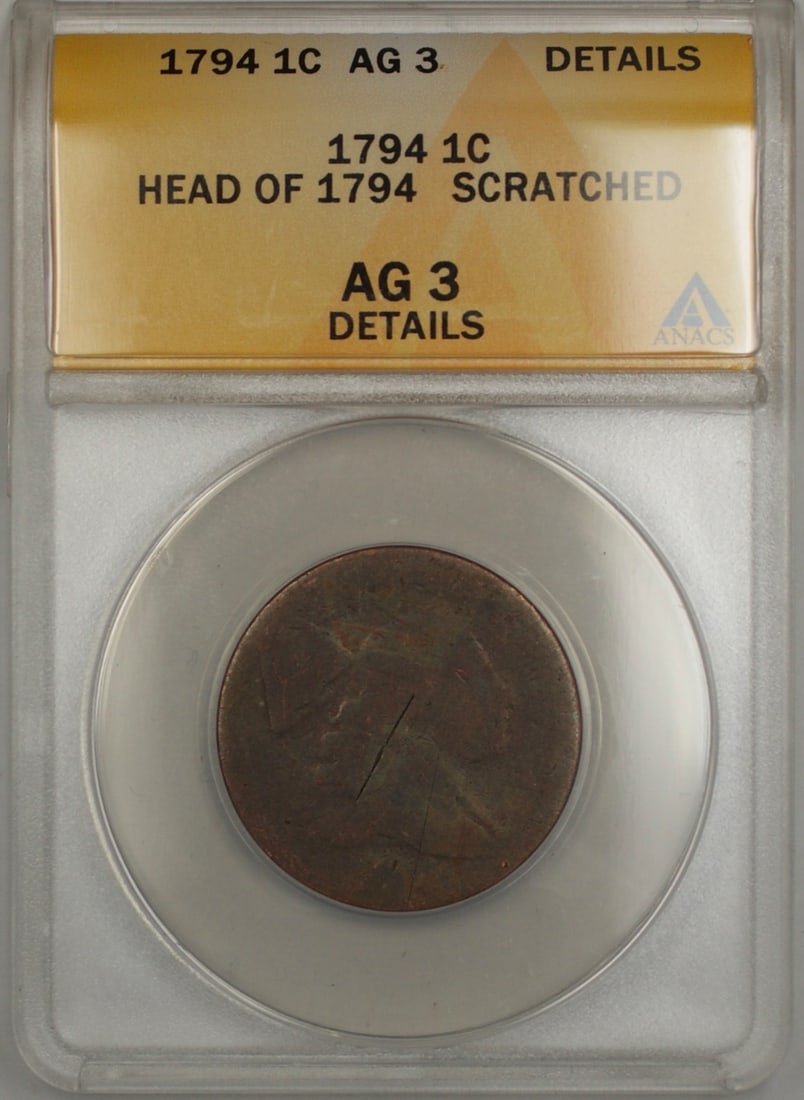 1794 1C AG 3 DETAILS
1794 1C
HEAD OF 1794 SCRATCHED
AG 3
DETAILS
ANACS